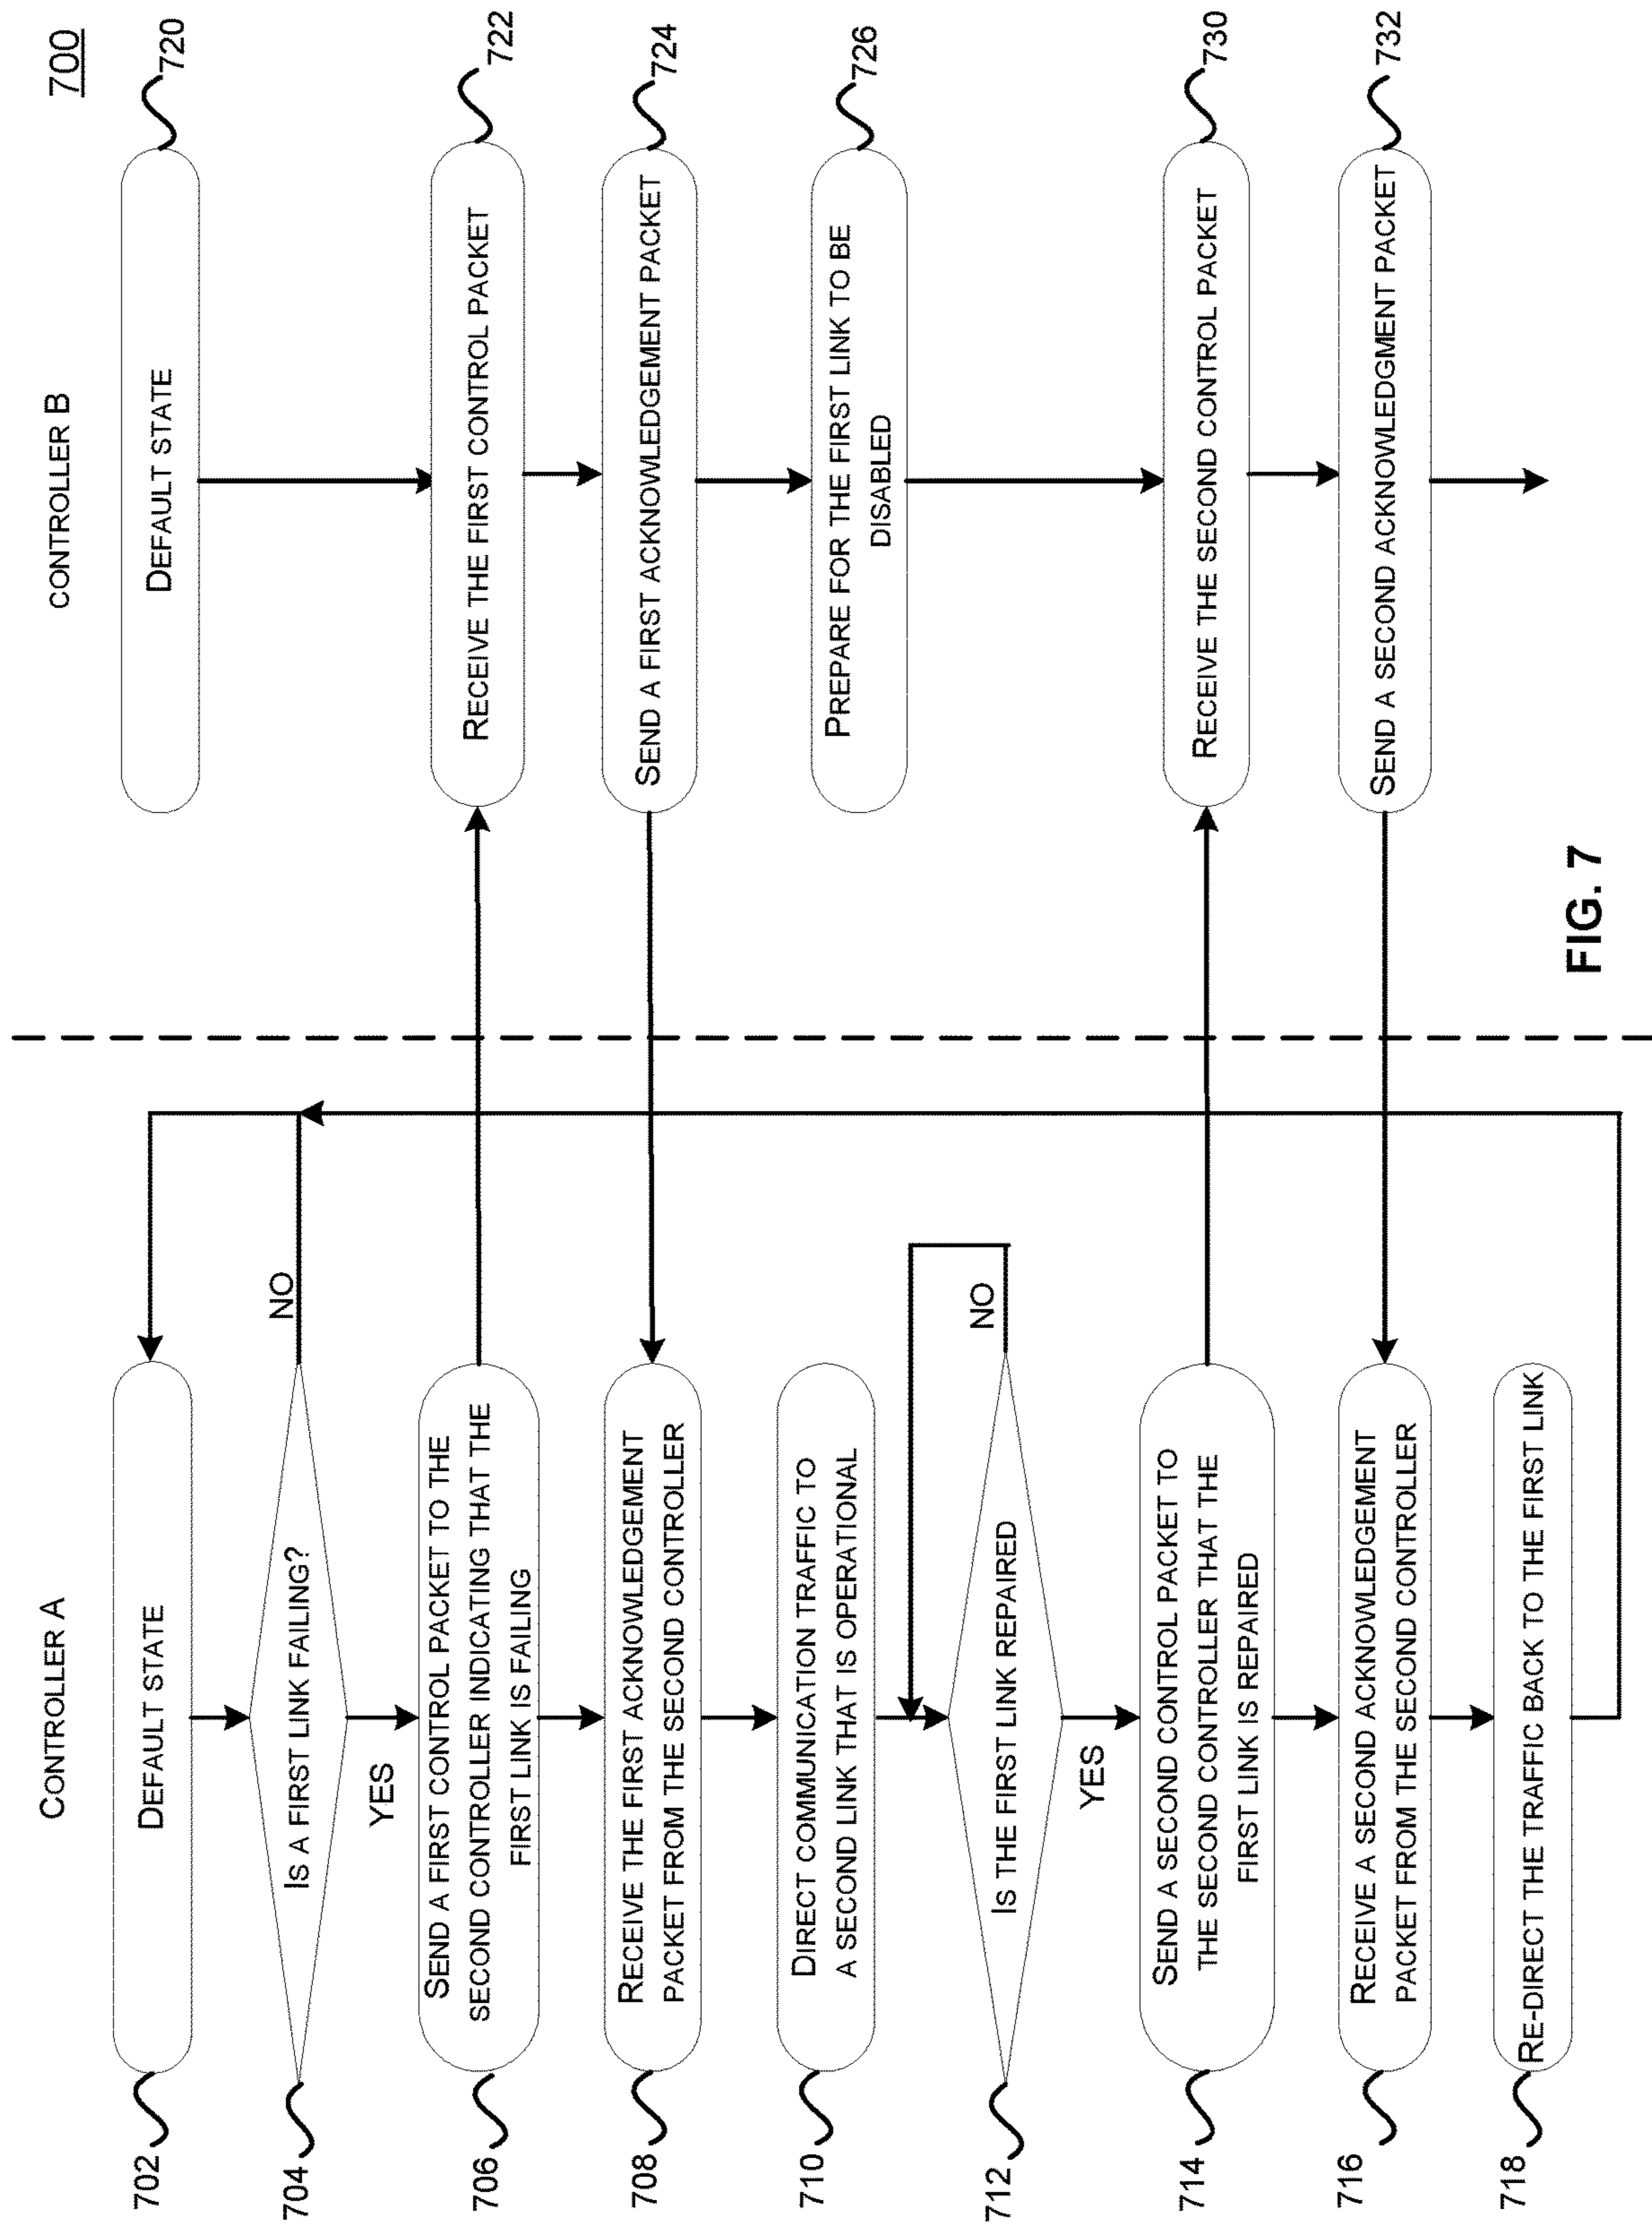 700
CONTROLLER A
702
DEFAULT STATE
704
IS A FIRST LINK FAILING?
NO
YES
706
SEND A FIRST CONTROL PACKET TO THE
SECOND CONTROLLER INDICATING THAT THE
FIRST LINK IS FAILING
708
RECEIVE THE FIRST ACKNOWLEDGEMENT
PACKET FROM THE SECOND CONTROLLER
710
DIRECT COMMUNICATION TRAFFIC TO
A SECOND LINK THAT IS OPERATIONAL
712
IS THE FIRST LINK REPAIRED
NO
YES
714
SEND A SECOND CONTROL PACKET TO
THE SECOND CONTROLLER THAT THE
FIRST LINK IS REPAIRED
716
RECEIVE A SECOND ACKNOWLEDGEMENT
PACKET FROM THE SECOND CONTROLLER
718
RE-DIRECT THE TRAFFIC BACK TO THE FIRST LINK
CONTROLLER B
DEFAULT STATE
720
RECEIVE THE FIRST CONTROL PACKET
722
SEND A FIRST ACKNOWLEDGEMENT PACKET
724
PREPARE FOR THE FIRST LINK TO BE
DISABLED
726
RECEIVE THE SECOND CONTROL PACKET
730
SEND A SECOND ACKNOWLEDGMENT PACKET
732
FIG. 7